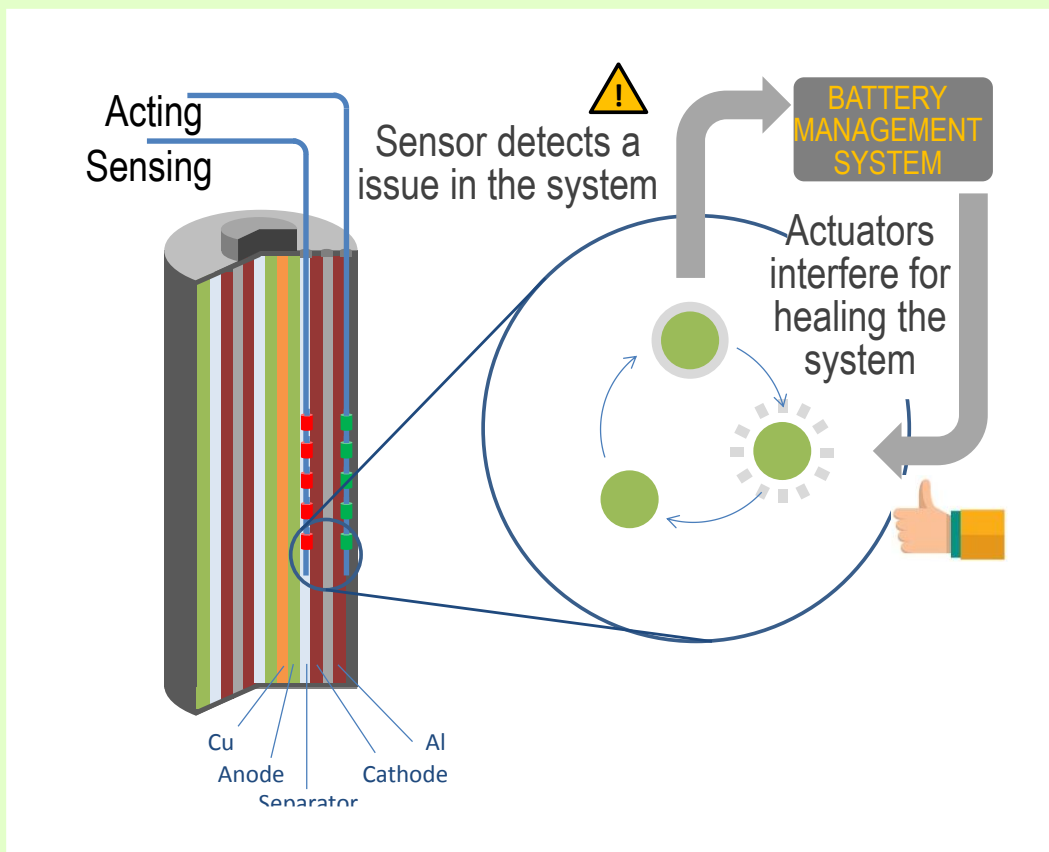 Acting
Sensing
!
Sensor detects a
issue in the system
BATTERY
MANAGEMENT
SYSTEM
Actuators
interfere for
healing the
system
Cu
Al
Anode
Cathode
Separator